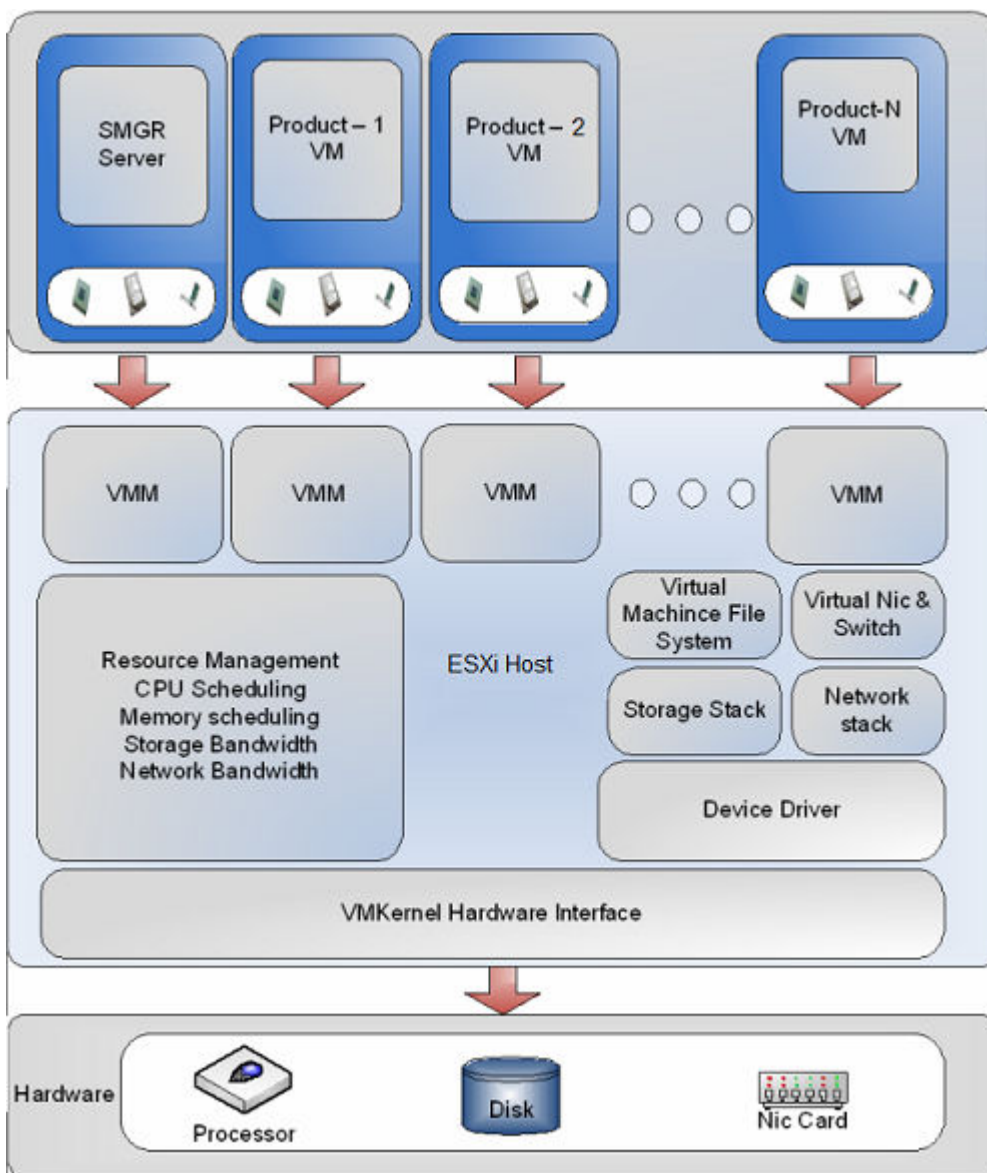 SMGR
Server
Product – 1
VM
Product – 2
VM
Product-N
VM
VMM
VMM
VMM
VMM
Resource Management
CPU Scheduling
Memory scheduling
Storage Bandwidth
Network Bandwidth
ESXi Host
Virtual
Machince File
System
Virtual Nic &
Switch
Storage Stack
Network
stack
Device Driver
VMKernel Hardware Interface
Hardware
Processor
Disk
Nic Card